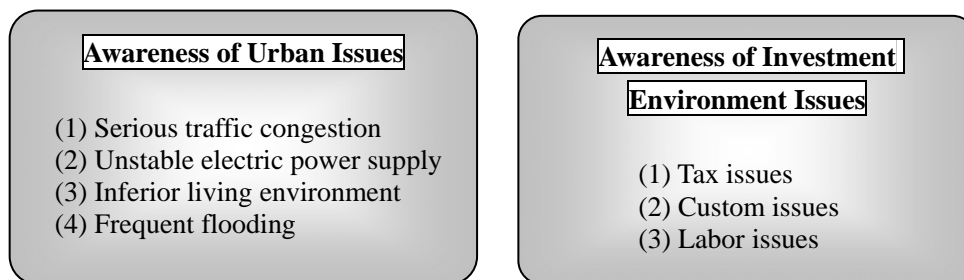 Awareness of Urban Issues
(1) Serious traffic congestion
(2) Unstable electric power supply
(3) Inferior living environment
(4) Frequent flooding
Awareness of Investment
Environment Issues
(1) Tax issues
(2) Custom issues
(3) Labor issues